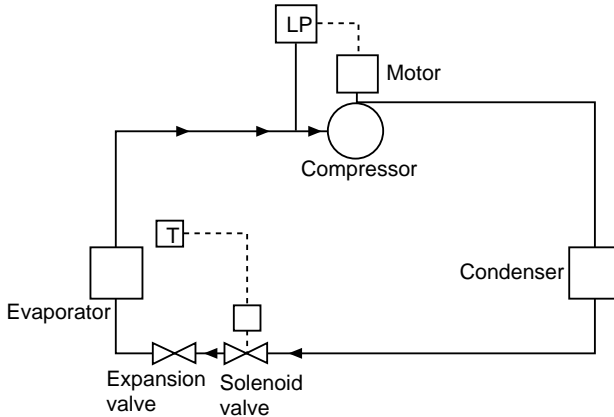 LP
Motor
Compressor
T
Condenser
Evaporator
Expansion
valve
Solenoid
valve